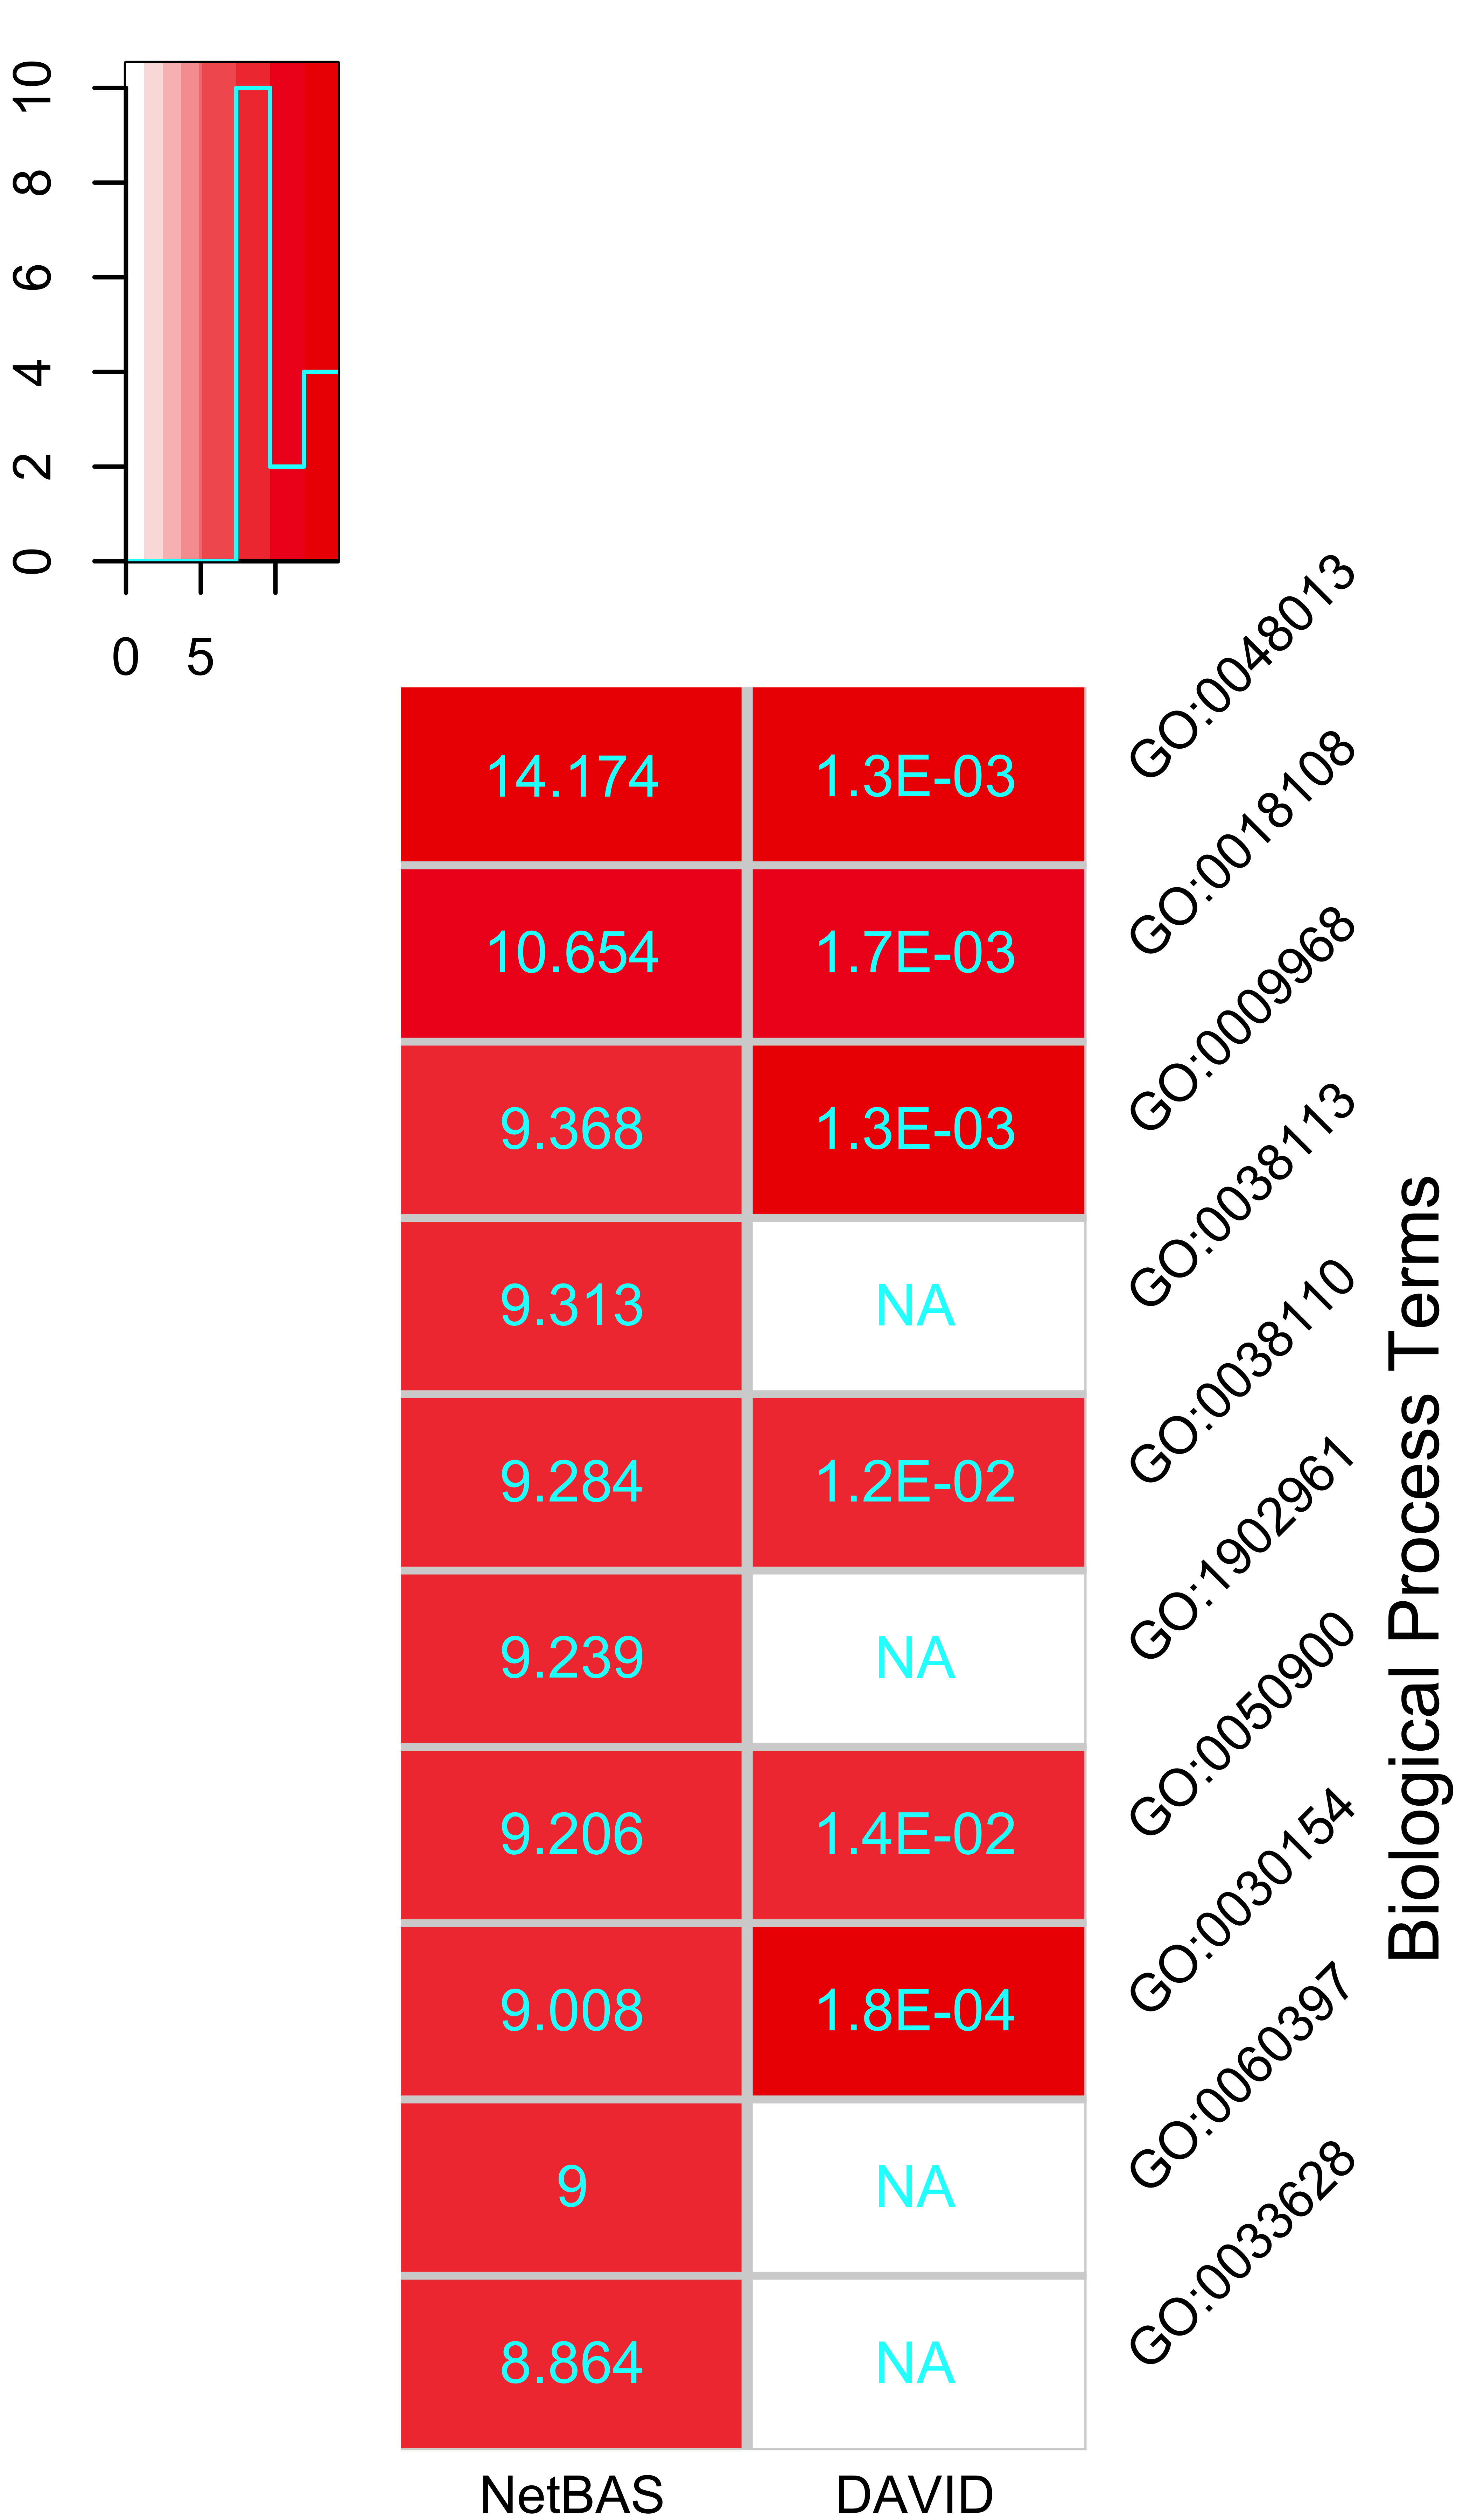 10
8
6
4
2
0
0 5
GO:0048013
14.174 1.3E-03
GO:0018108
10.654 1.7E-03
GO:0009968
9.368 1.3E-03
GO:0038113
9.313 NA
GO:0038110
9.284 1.2E-02
GO:1902961
9.239 NA
GO:0050900
9.206 1.4E-02
GO:0030154
9.008 1.8E-04
GO:0060397
9 NA
GO:0033628
8.864 NA
NetBAS DAVID
Biological Process Terms